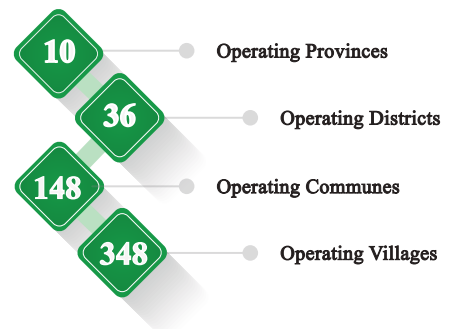 10 Operating Provinces
36 Operating Districts
148 Operating Communes
348 Operating Villages